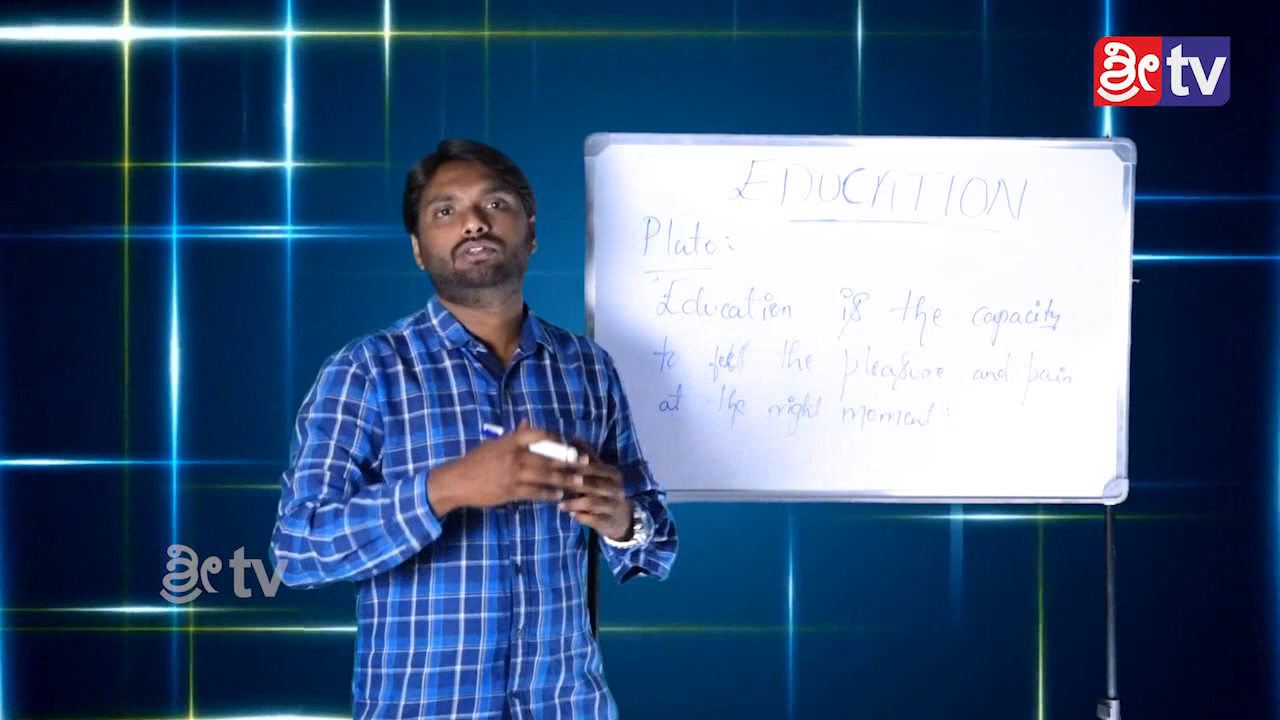 శ్రీ tv
EDUCATION
Plato:
Education is the capacity
to feel the pleasure and pain
at the right moment.
శ్రీ tv